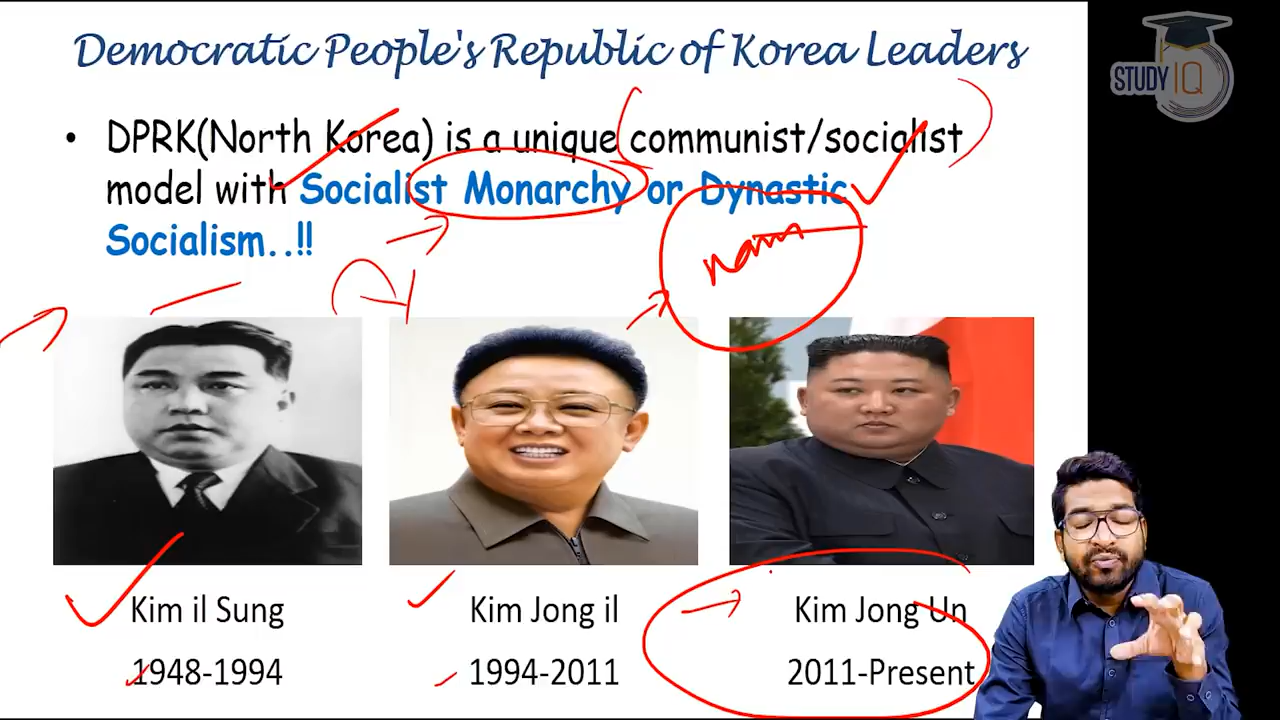 Democratic People's Republic of Korea Leaders
STUDY IQ
• DPRK(North Korea) is a unique communist/socialist
model with Socialist Monarchy or Dynastic
Socialism..!!
Kim il Sung
Kim Jong il
Kim Jong Un
1948-1994
1994-2011
2011-Present